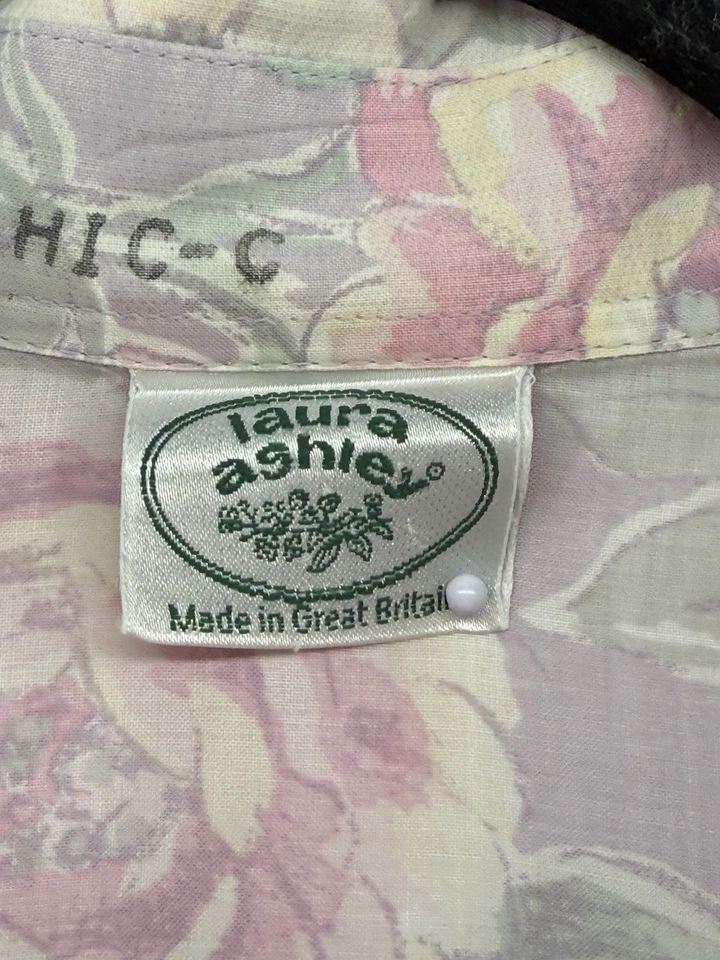 HIC-C
laura
ashley®
Made in Great Britain